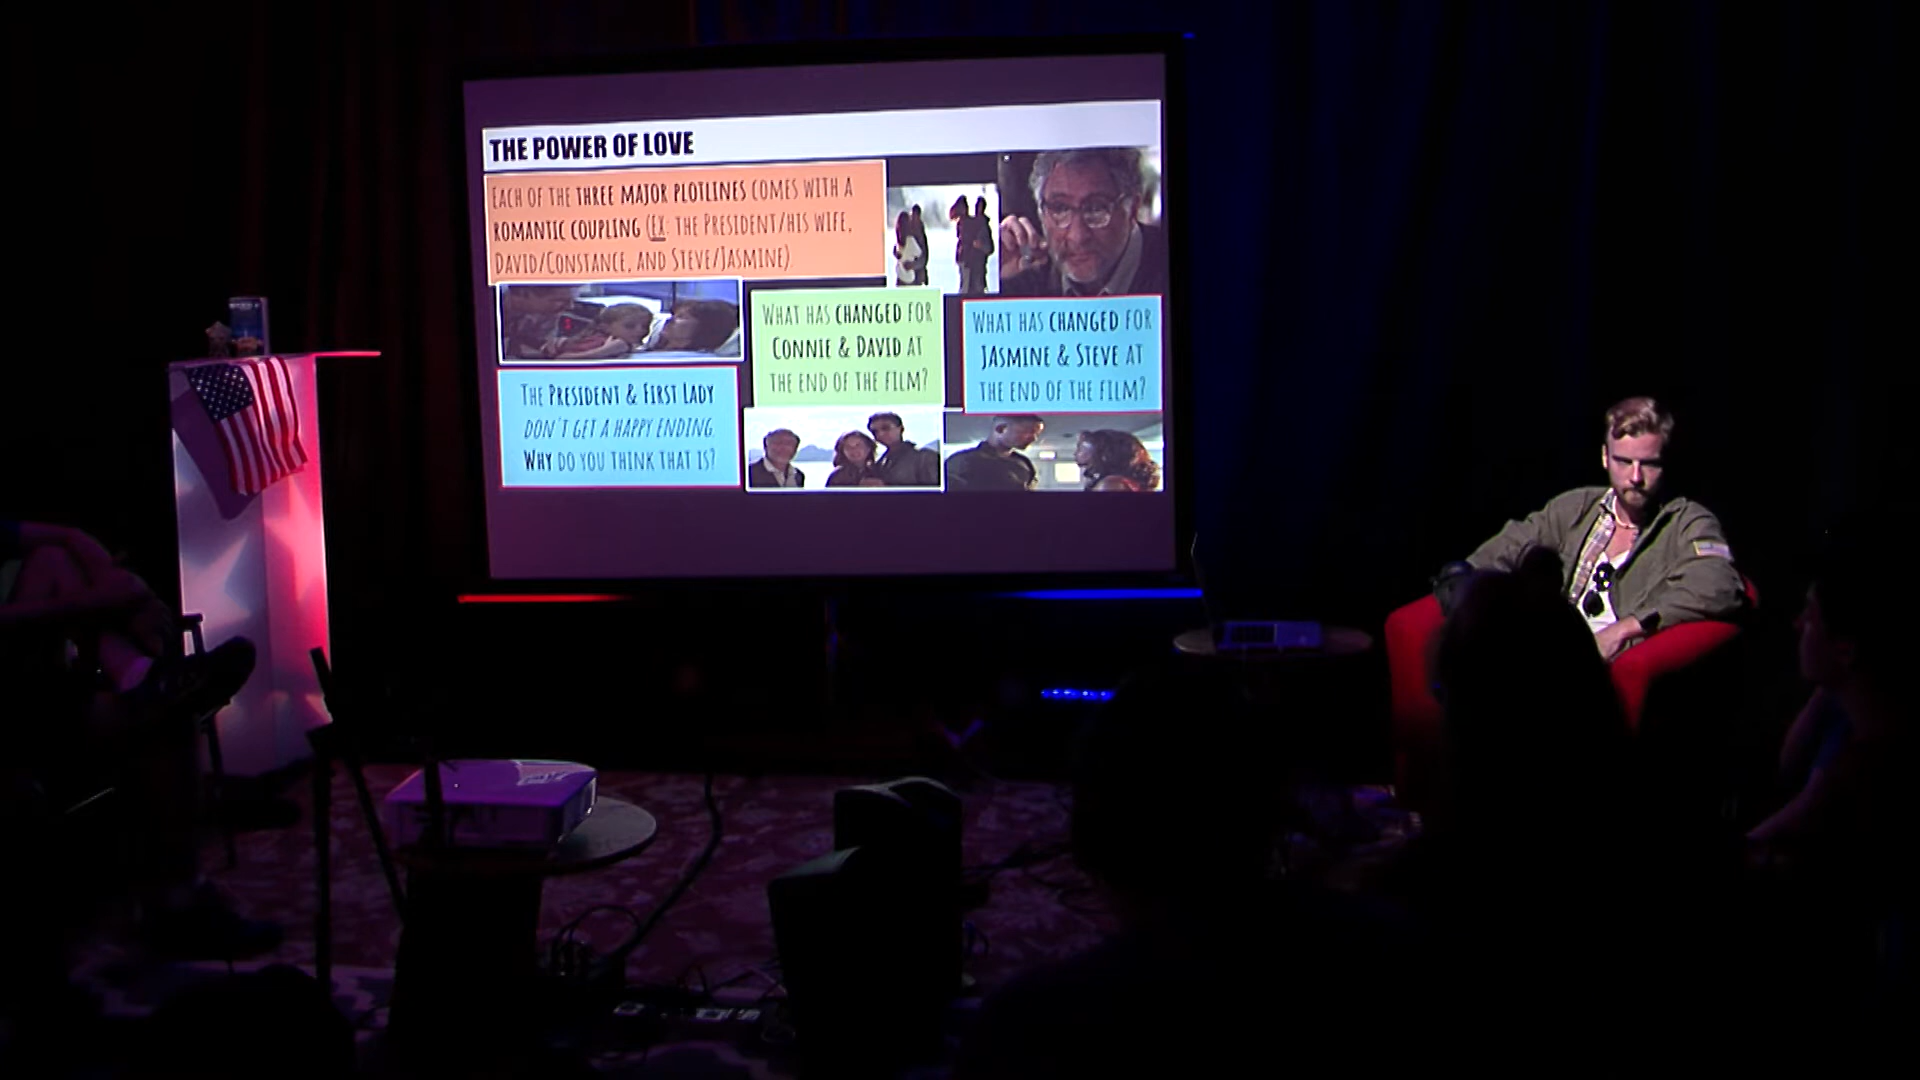 THE POWER OF LOVE
EACH OF THE THREE MAJOR PLOTLINES COMES WITH A
ROMANTIC COUPLING (EX: THE PRESIDENT/HIS WIFE,
DAVID/CONSTANCE, AND STEVE/JASMINE).
THE PRESIDENT & FIRST LADY
DON'T GET A HAPPY ENDING.
WHY DO YOU THINK THAT IS?
WHAT HAS CHANGED FOR
CONNIE & DAVID AT
THE END OF THE FILM?
WHAT HAS CHANGED FOR
JASMINE & STEVE AT
THE END OF THE FILM?